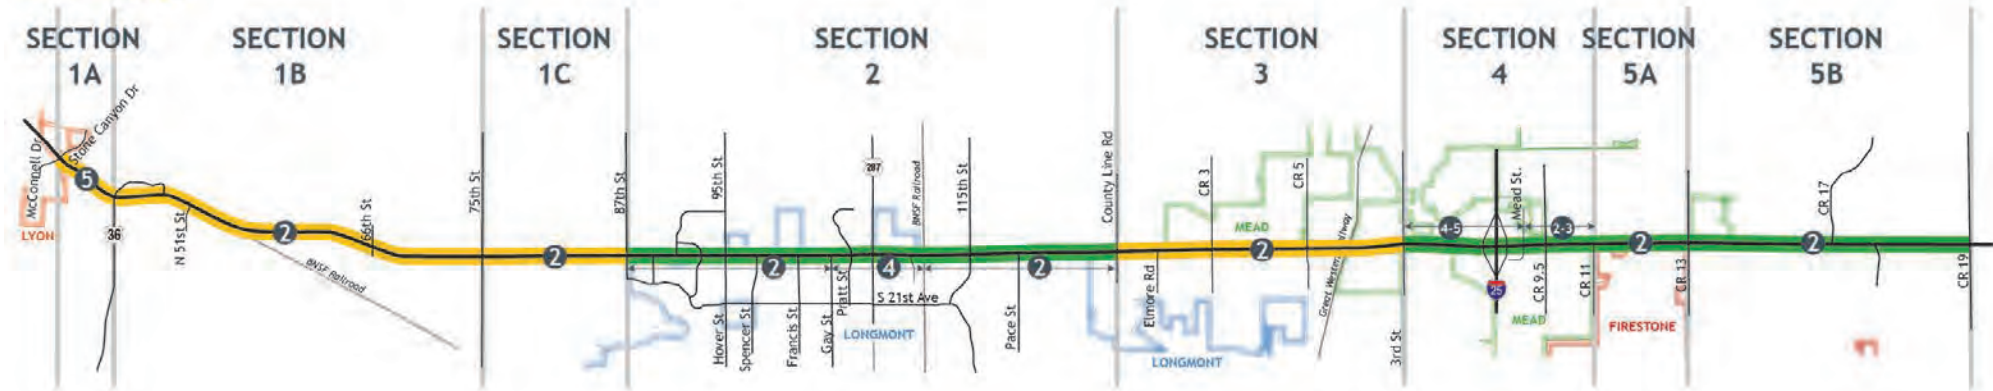 SECTION
1A
SECTION
1B
SECTION
1C
SECTION
2
SECTION
3
SECTION
4
SECTION
5A
SECTION
5B
McConnell Dr
Stone Canyon Dr
LYON
5
36
N 51st St
2
BNSF Railroad
66th St
75th St
2
87th St
95th St
287
BNSF Railroad
115th St
County Line Rd
2
4
2
Hover St
Spencer St
Francis St
Gay St
Pratt St
S 21st Ave
LONGMONT
Pace St
Elmore Rd
CR 3
MEAD
2
CR 5
LONGMONT
3rd St
4-5
Mead St.
2-3
25
MEAD
CR 9.5
CR 11
2
FIRESTONE
CR 13
2
CR 17
CR 19